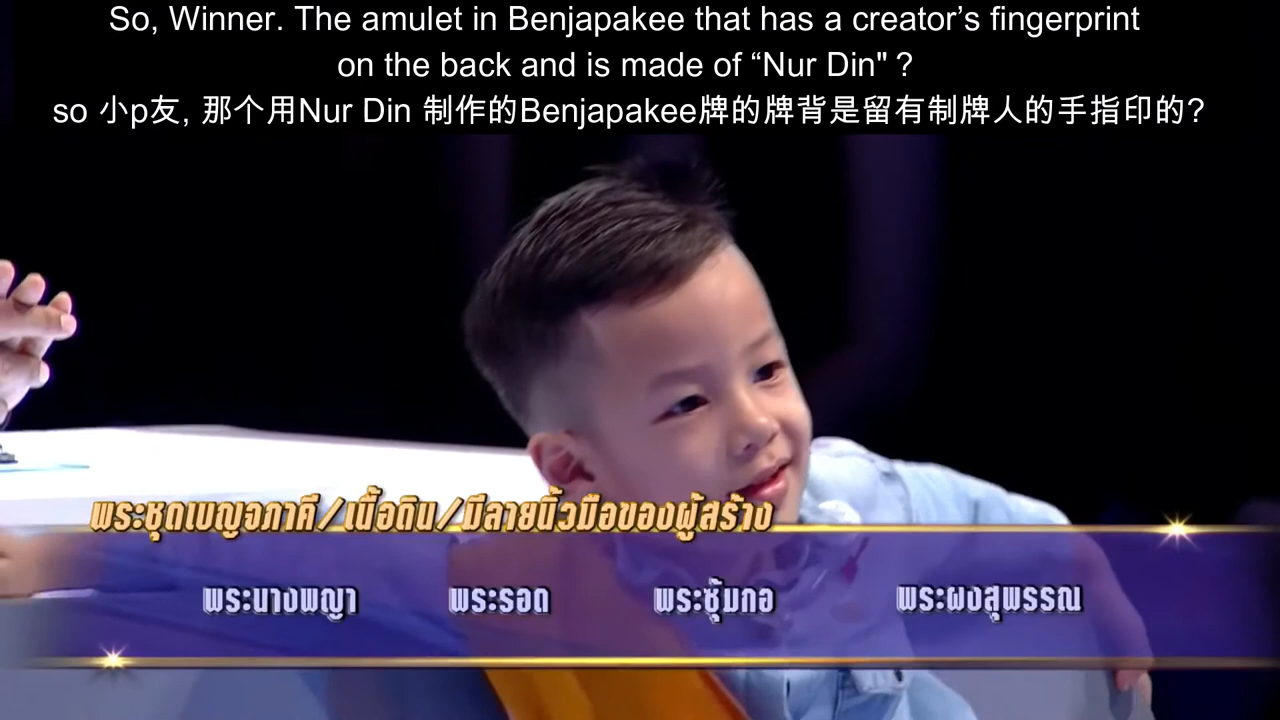 So, Winner. The amulet in Benjapakee that has a creator’s fingerprint
on the back and is made of “Nur Din" ?
so 小p友, 那个用Nur Din 制作的Benjapakee牌的牌背是留有制牌人的手指印的?
พระชุดเบญจภาคี/เนื้อดิน/มีลายนิ้วมือของผู้สร้าง
พระนางพญา พระรอด พระซุ้มกอ พระผงสุพรรณ